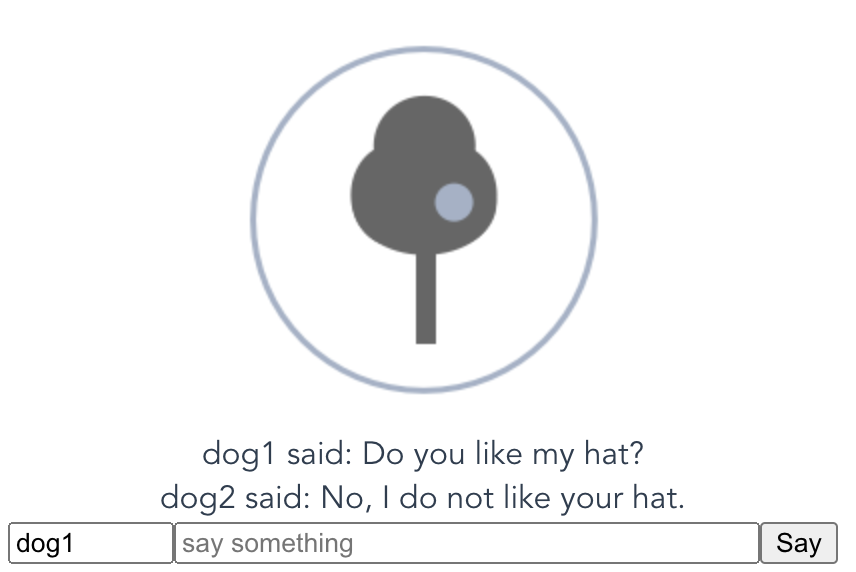 dog1 said: Do you like my hat?
dog2 said: No, I do not like your hat.
dog1 say something Say